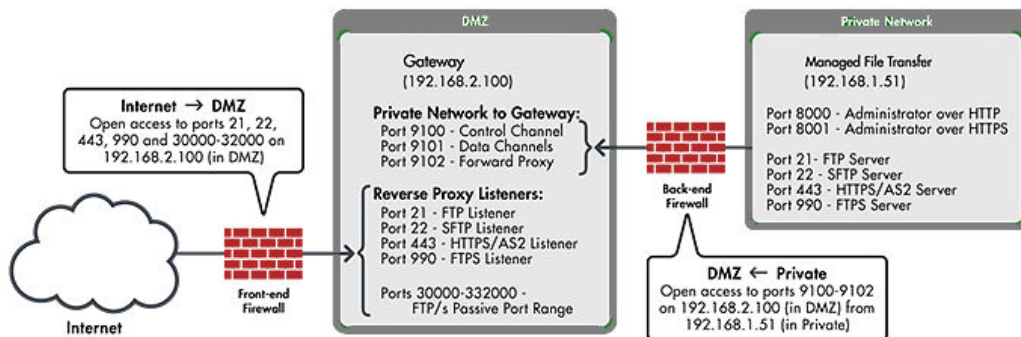 DMZ
Gateway
(192.168.2.100)
Private Network to Gateway:
Port 9100 - Control Channel
Port 9101 - Data Channels
Port 9102 - Forward Proxy
Reverse Proxy Listeners:
Port 21 - FTP Listener
Port 22 - SFTP Listener
Port 443 - HTTPS/AS2 Listener
Port 990 - FTPS Listener
Ports 30000-332000 -
FTP/s Passive Port Range
Internet → DMZ
Open access to ports 21, 22,
443, 990 and 30000-32000 on
192.168.2.100 (in DMZ)
Internet
Front-end
Firewall
Back-end
Firewall
DMZ ← Private
Open access to ports 9100-9102
on 192.168.2.100 (in DMZ) from
192.168.1.51 (in Private)
Private Network
Managed File Transfer
(192.168.1.51)
Port 8000 - Administrator over HTTP
Port 8001 - Administrator over HTTPS
Port 21- FTP Server
Port 22 - SFTP Server
Port 443 - HTTPS/AS2 Server
Port 990 - FTPS Server